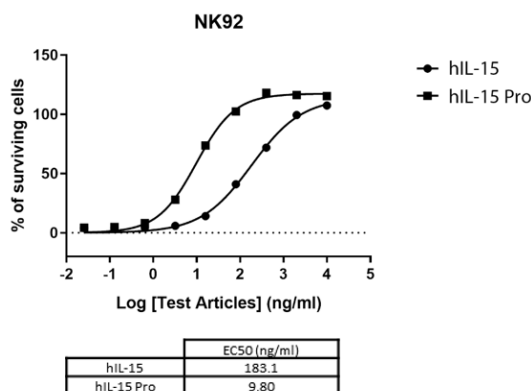 NK92
150
100
50
0
% of surviving cells
-2 -1 0 1 2 3 4 5
Log [Test Articles] (ng/ml)
hIL-15
hIL-15 Pro
EC50 (ng/ml)
hIL-15 183.1
hIL-15 Pro 9.80